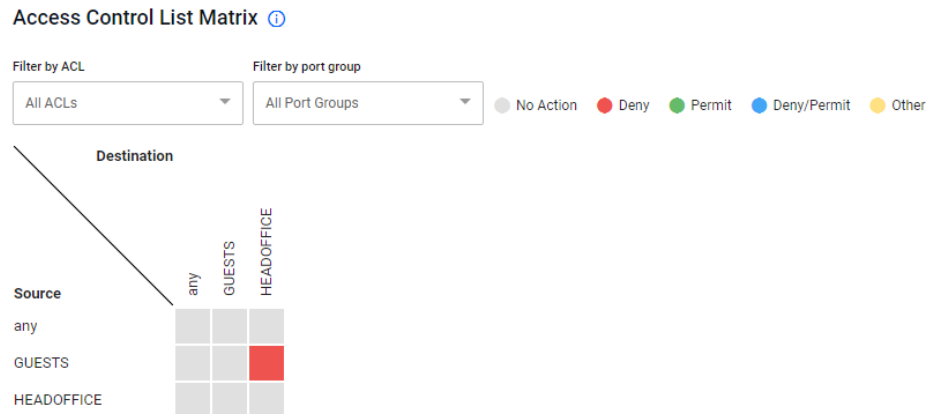 Access Control List Matrix
Filter by ACL
Filter by port group
All ACLs
All Port Groups
No Action
Deny
Permit
Deny/Permit
Other
Destination
any
GUESTS
HEADOFFICE
Source
any
GUESTS
HEADOFFICE